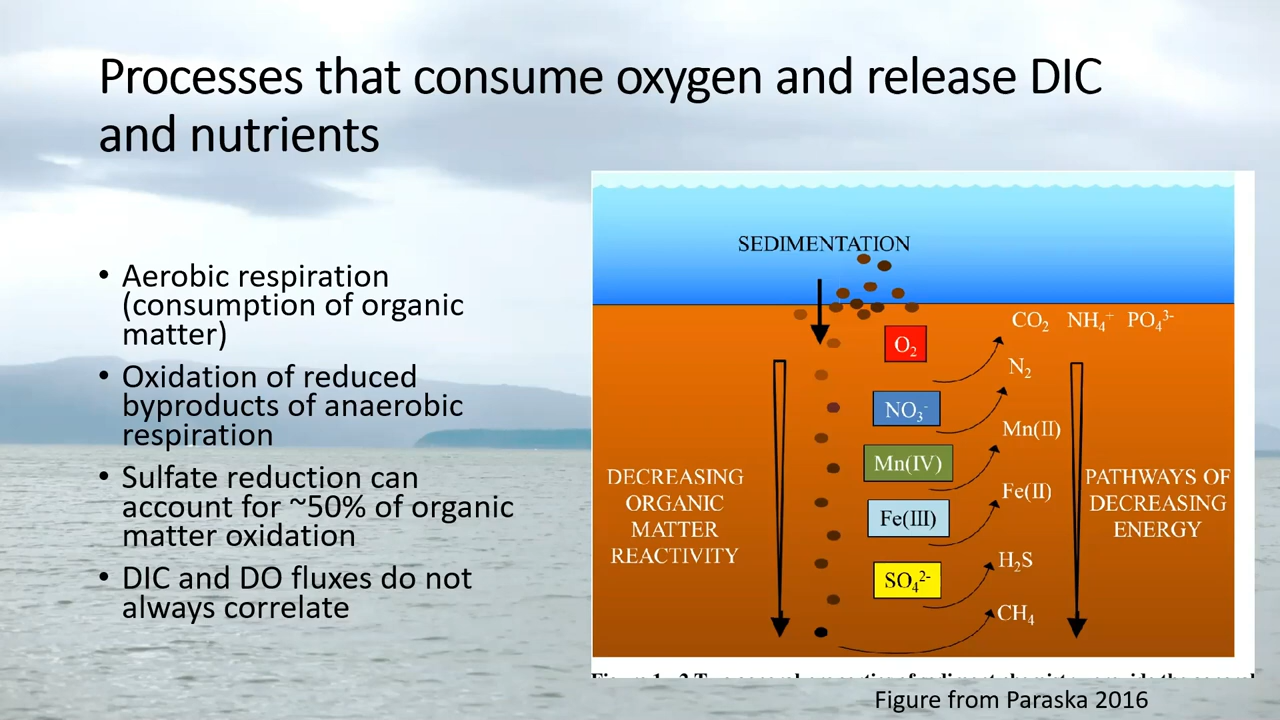 Processes that consume oxygen and release DIC
and nutrients
• Aerobic respiration
(consumption of organic
matter)
• Oxidation of reduced
byproducts of anaerobic
respiration
• Sulfate reduction can
account for ~50% of organic
matter oxidation
• DIC and DO fluxes do not
always correlate
SEDIMENTATION
O₂
CO₂ NH₄⁺ PO₄³⁻
N₂
NO₃⁻
Mn(II)
Mn(IV)
Fe(II)
Fe(III)
H₂S
SO₄²⁻
CH₄
DECREASING
ORGANIC
MATTER
REACTIVITY
PATHWAYS OF
DECREASING
ENERGY
Figure from Paraska 2016